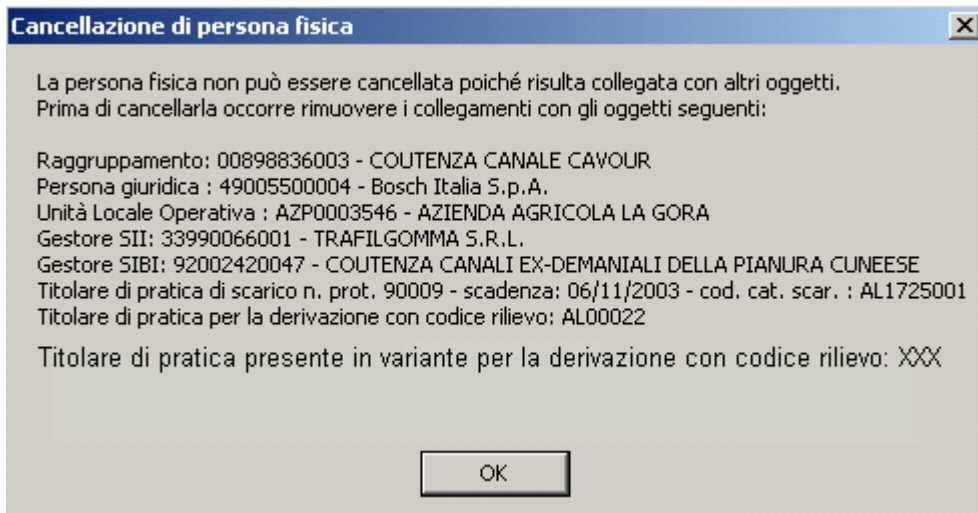 Cancellazione di persona fisica
La persona fisica non può essere cancellata poiché risulta collegata con altri oggetti.
Prima di cancellarla occorre rimuovere i collegamenti con gli oggetti seguenti:
Raggruppamento: 00898836003 - COUTENZA CANALE CAVOUR
Persona giuridica : 49005500004 - Bosch Italia S.p.A.
Unità Locale Operativa : AZP0003546 - AZIENDA AGRICOLA LA GORA
Gestore SII: 33990066001 - TRAFILGOMMA S.R.L.
Gestore SIBI: 92002420047 - COUTENZA CANALI EX-DEMANIALI DELLA PIANURA CUNEESE
Titolare di pratica di scarico n. prot. 90009 - scadenza: 06/11/2003 - cod. cat. scar. : AL1725001
Titolare di pratica per la derivazione con codice rilievo: AL00022
Titolare di pratica presente in variante per la derivazione con codice rilievo: XXX
OK